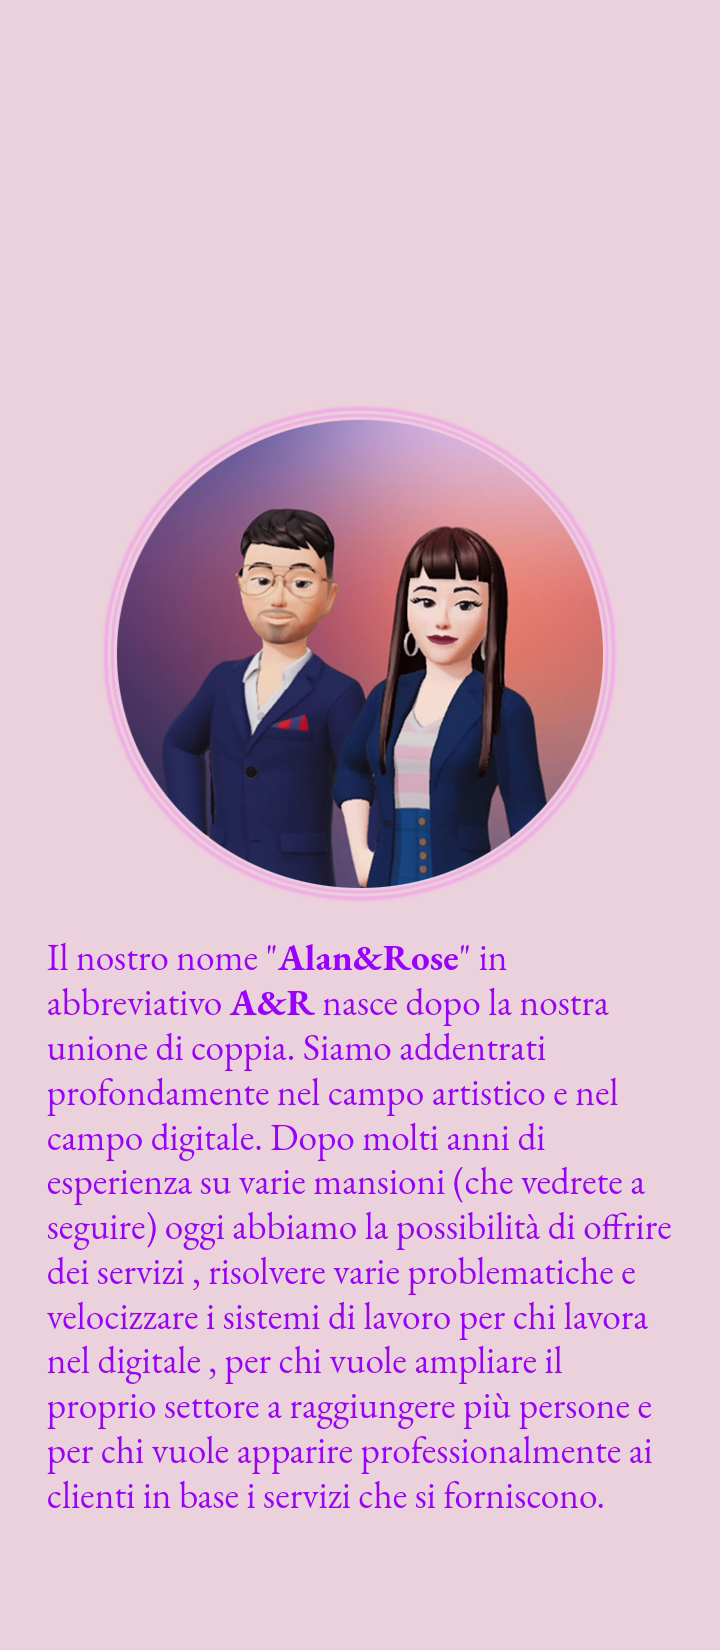 Il nostro nome "Alan&Rose" in
abbreviativo A&R nasce dopo la nostra
unione di coppia. Siamo addentrati
profondamente nel campo artistico e nel
campo digitale. Dopo molti anni di
esperienza su varie mansioni (che vedrete a
seguire) oggi abbiamo la possibilità di offrire
dei servizi , risolvere varie problematiche e
velocizzare i sistemi di lavoro per chi lavora
nel digitale , per chi vuole ampliare il
proprio settore a raggiungere più persone e
per chi vuole apparire professionalmente ai
clienti in base i servizi che si forniscono.